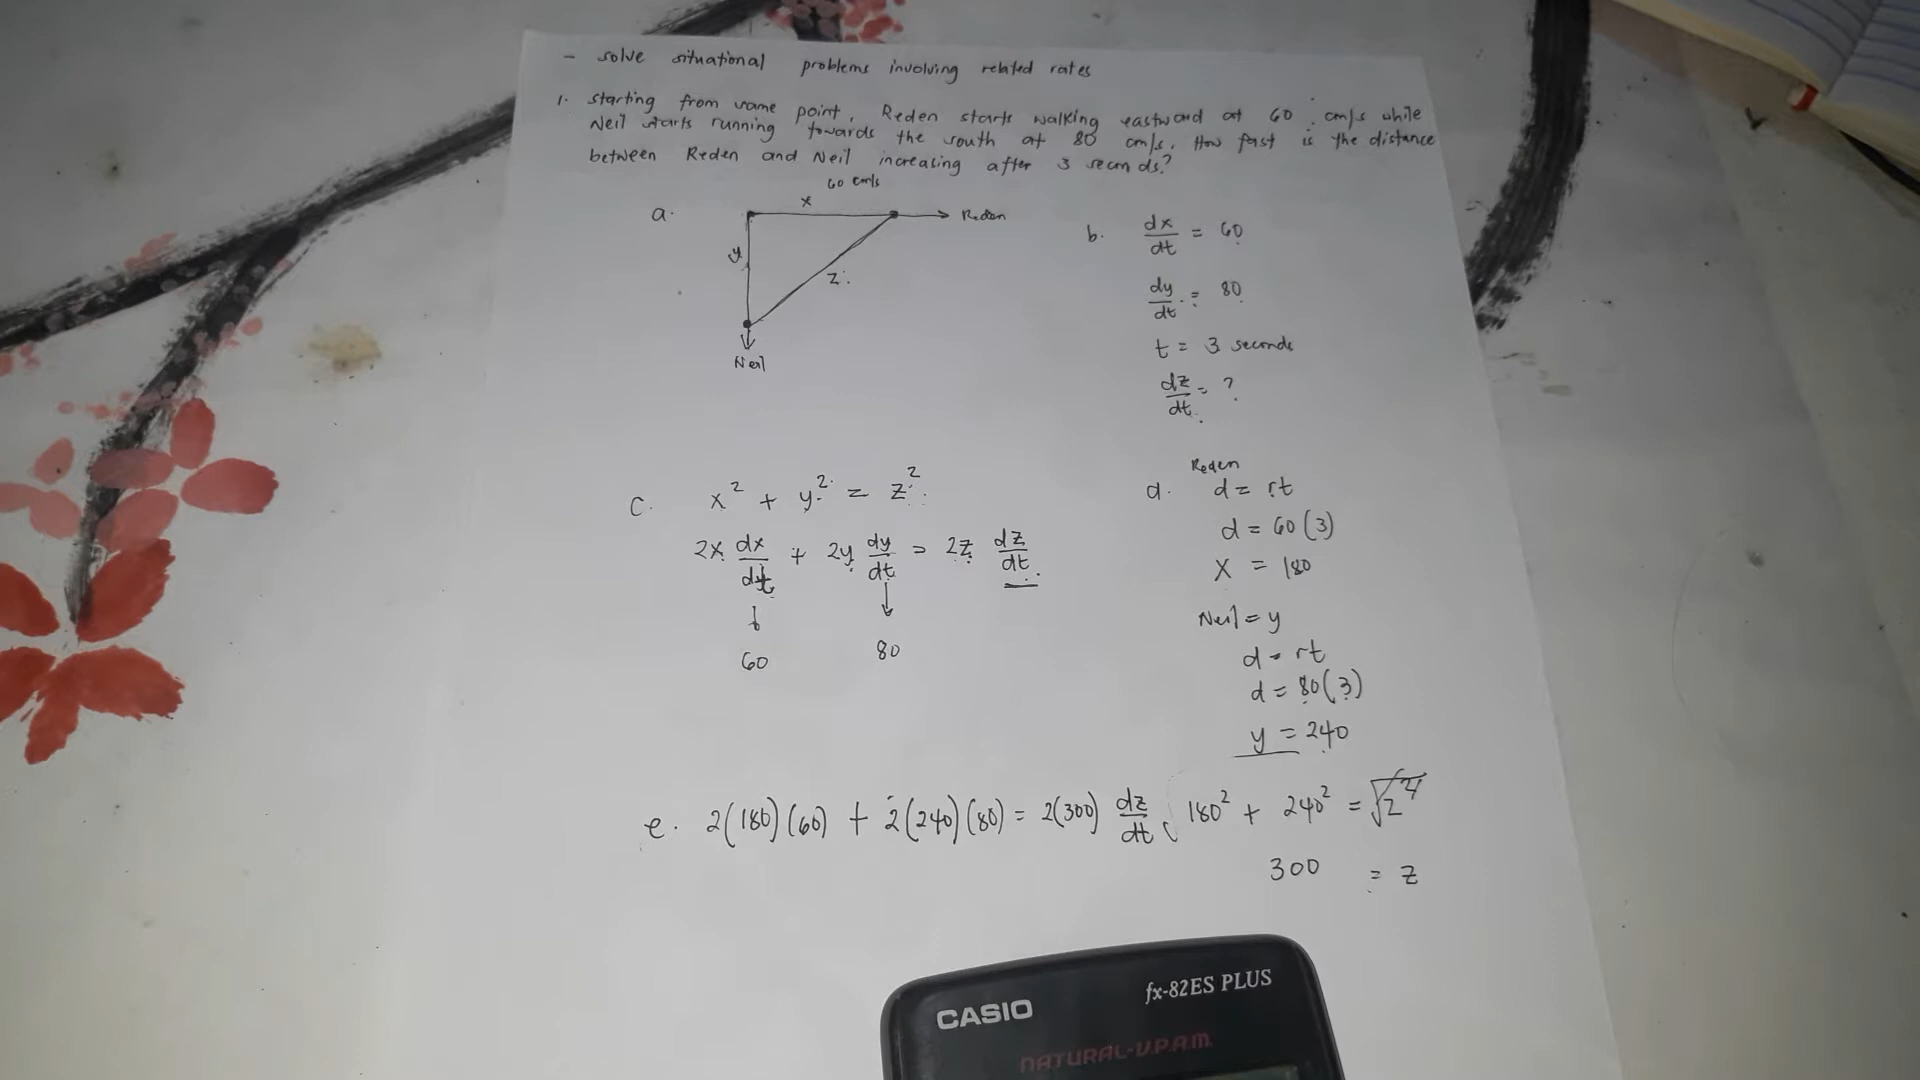 - solve situational problems involving related rates
1. Starting from same point, Reden starts walking eastward at 60 cm/s while
Neil starts running towards the south at 80 cm/s. How fast is the distance
between Reden and Neil increasing after 3 seconds?
60 cm/s
a.
x
Reden
y
z
Neil
b. dx/dt = 60
dy/dt = 80
t = 3 seconds
dz/dt = ?
c. x² + y² = z²
2x dx/dt + 2y dy/dt = 2z dz/dt
60
80
Reden
d. d = rt
d = 60(3)
x = 180
Neil = y
d = rt
d = 80(3)
y = 240
e. 2(180)(60) + 2(240)(80) = 2(300) dz/dt
180² + 240² = √z²
300 = z
CASIO
fx-82ES PLUS
NATURAL-V.P.A.M.